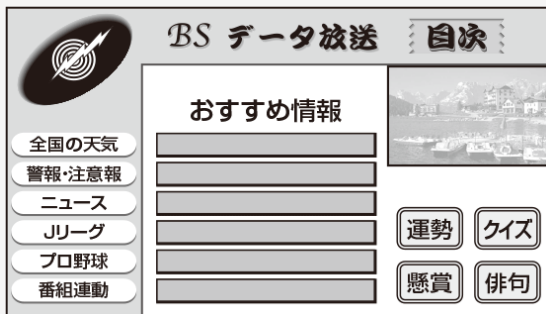 BS データ放送 目次
おすすめ情報
全国の天気
警報・注意報
ニュース
Jリーグ
プロ野球
番組連動
運勢 クイズ
懸賞 俳句